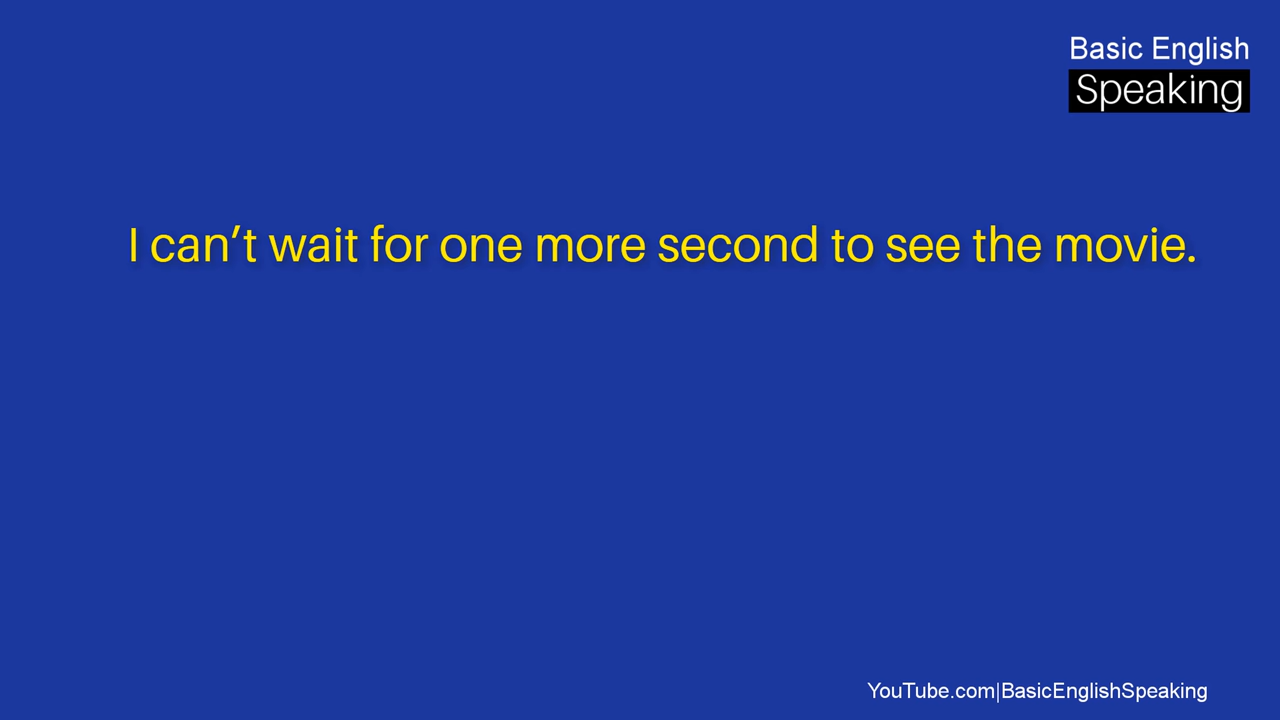 Basic English
Speaking
I can’t wait for one more second to see the movie.
YouTube.com|BasicEnglishSpeaking